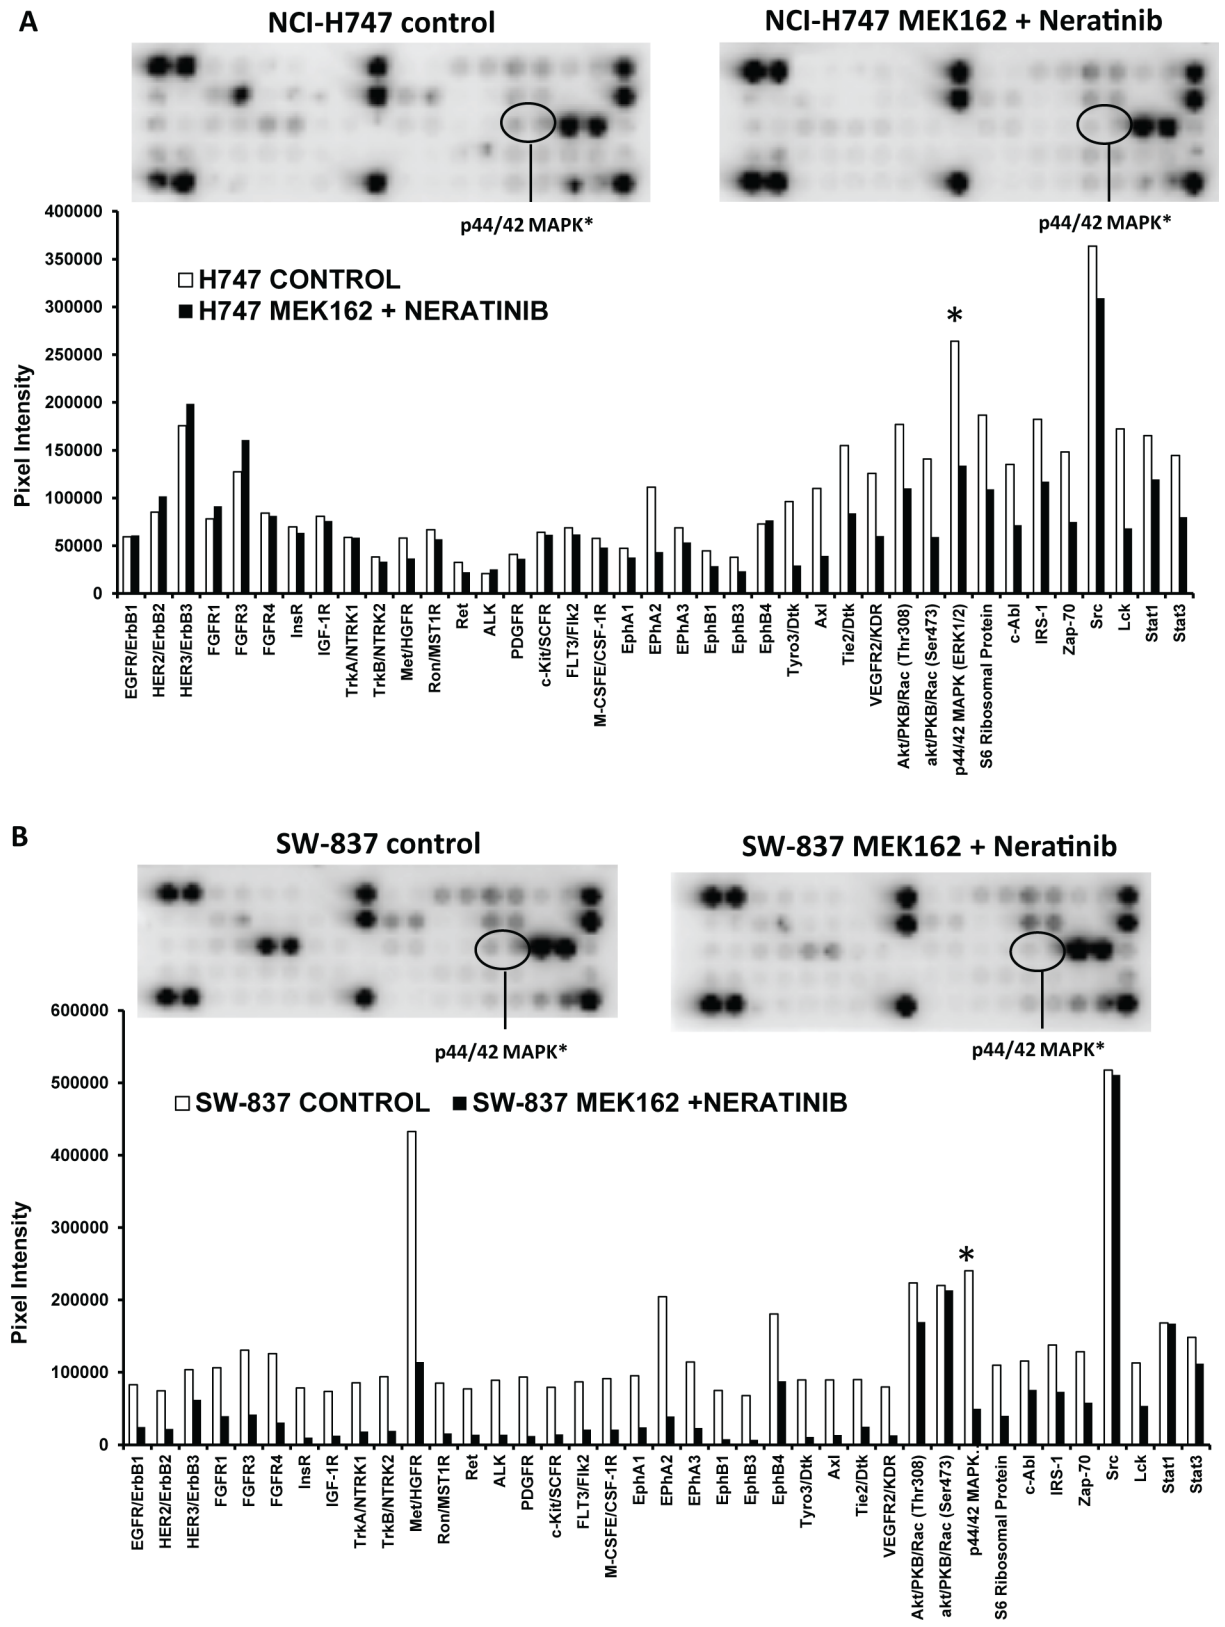 A
NCI-H747 control
NCI-H747 MEK162 + Neratinib
p44/42 MAPK*
p44/42 MAPK*
400000
350000
300000
250000
200000
150000
100000
50000
0
Pixel Intensity
H747 CONTROL
H747 MEK162 + NERATINIB
*
EGFR/ErbB1
HER2/ErbB2
HER3/ErbB3
FGFR1
FGFR3
FGFR4
InsR
IGF-1R
TrkA/NTRK1
TrkB/NTRK2
Met/HGFR
Ron/MST1R
Ret
ALK
PDGFR
c-Kit/SCFR
FLT3/Flk2
M-CSFE/CSF-1R
EphA1
EPhA2
EPhA3
EphB1
EphB3
EphB4
Tyro3/Dtk
Axl
Tie2/Dtk
VEGFR2/KDR
Akt/PKB/Rac (Thr308)
akt/PKB/Rac (Ser473)
p44/42 MAPK (ERK1/2)
S6 Ribosomal Protein
c-Abl
IRS-1
Zap-70
Src
Lck
Stat1
Stat3
B
SW-837 control
SW-837 MEK162 + Neratinib
p44/42 MAPK*
p44/42 MAPK*
600000
500000
400000
300000
200000
100000
0
Pixel Intensity
SW-837 CONTROL
SW-837 MEK162 +NERATINIB
*
EGFR/ErbB1
HER2/ErbB2
HER3/ErbB3
FGFR1
FGFR3
FGFR4
InsR
IGF-1R
TrkA/NTRK1
TrkB/NTRK2
Met/HGFR
Ron/MST1R
Ret
ALK
PDGFR
c-Kit/SCFR
FLT3/Flk2
M-CSFE/CSF-1R
EphA1
EPhA2
EPhA3
EphB1
EphB3
EphB4
Tyro3/Dtk
Axl
Tie2/Dtk
VEGFR2/KDR
Akt/PKB/Rac (Thr308)
akt/PKB/Rac (Ser473)
p44/42 MAPK…
S6 Ribosomal Protein
c-Abl
IRS-1
Zap-70
Src
Lck
Stat1
Stat3